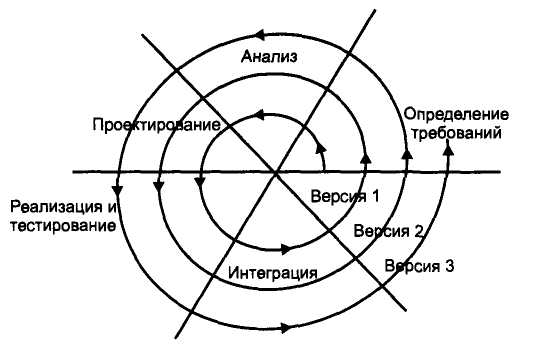 Анализ
Определение
требований
Проектирование
Версия 1
Реализация и
тестирование
Версия 2
Интеграция
Версия 3